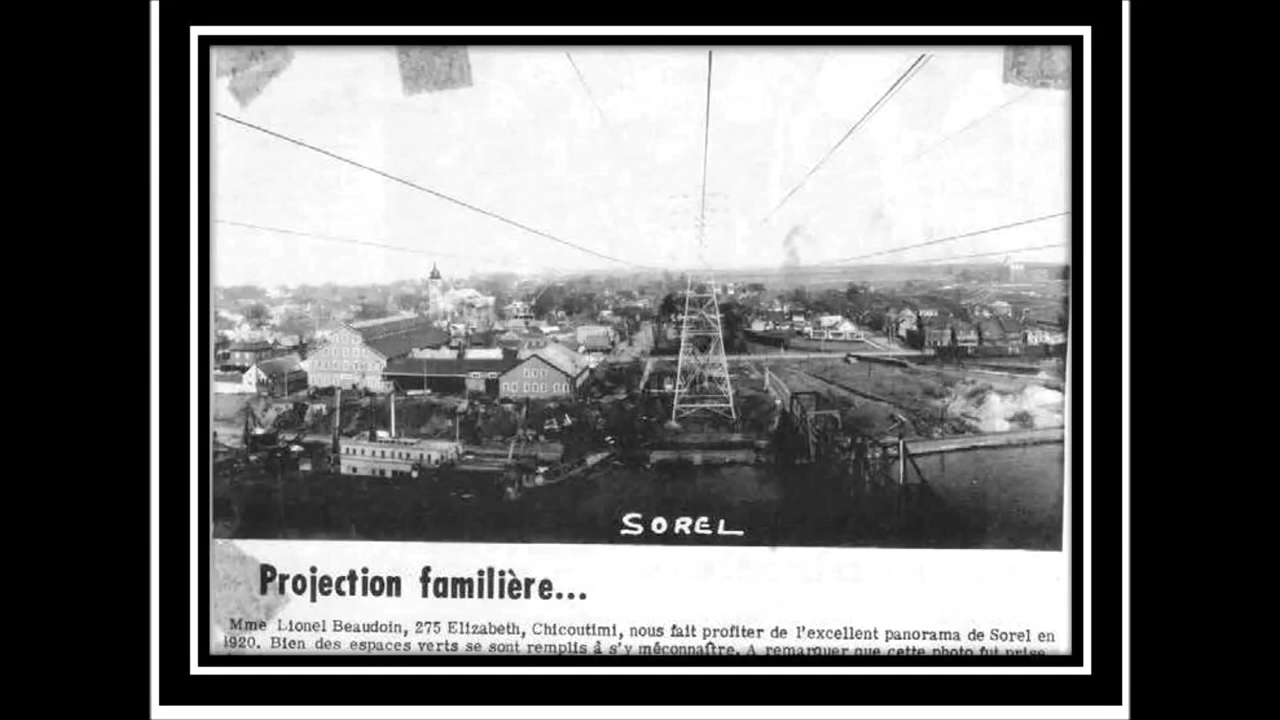 SOREL
Projection familière...
Mme Lionel Beaudoin, 275 Elizabeth, Chicoutimi, nous fait profiter de l'excellent panorama de Sorel en
1920. Bien des espaces verts se sont remplis à s'y méconnaître. A remarquer que cette photo fut prise